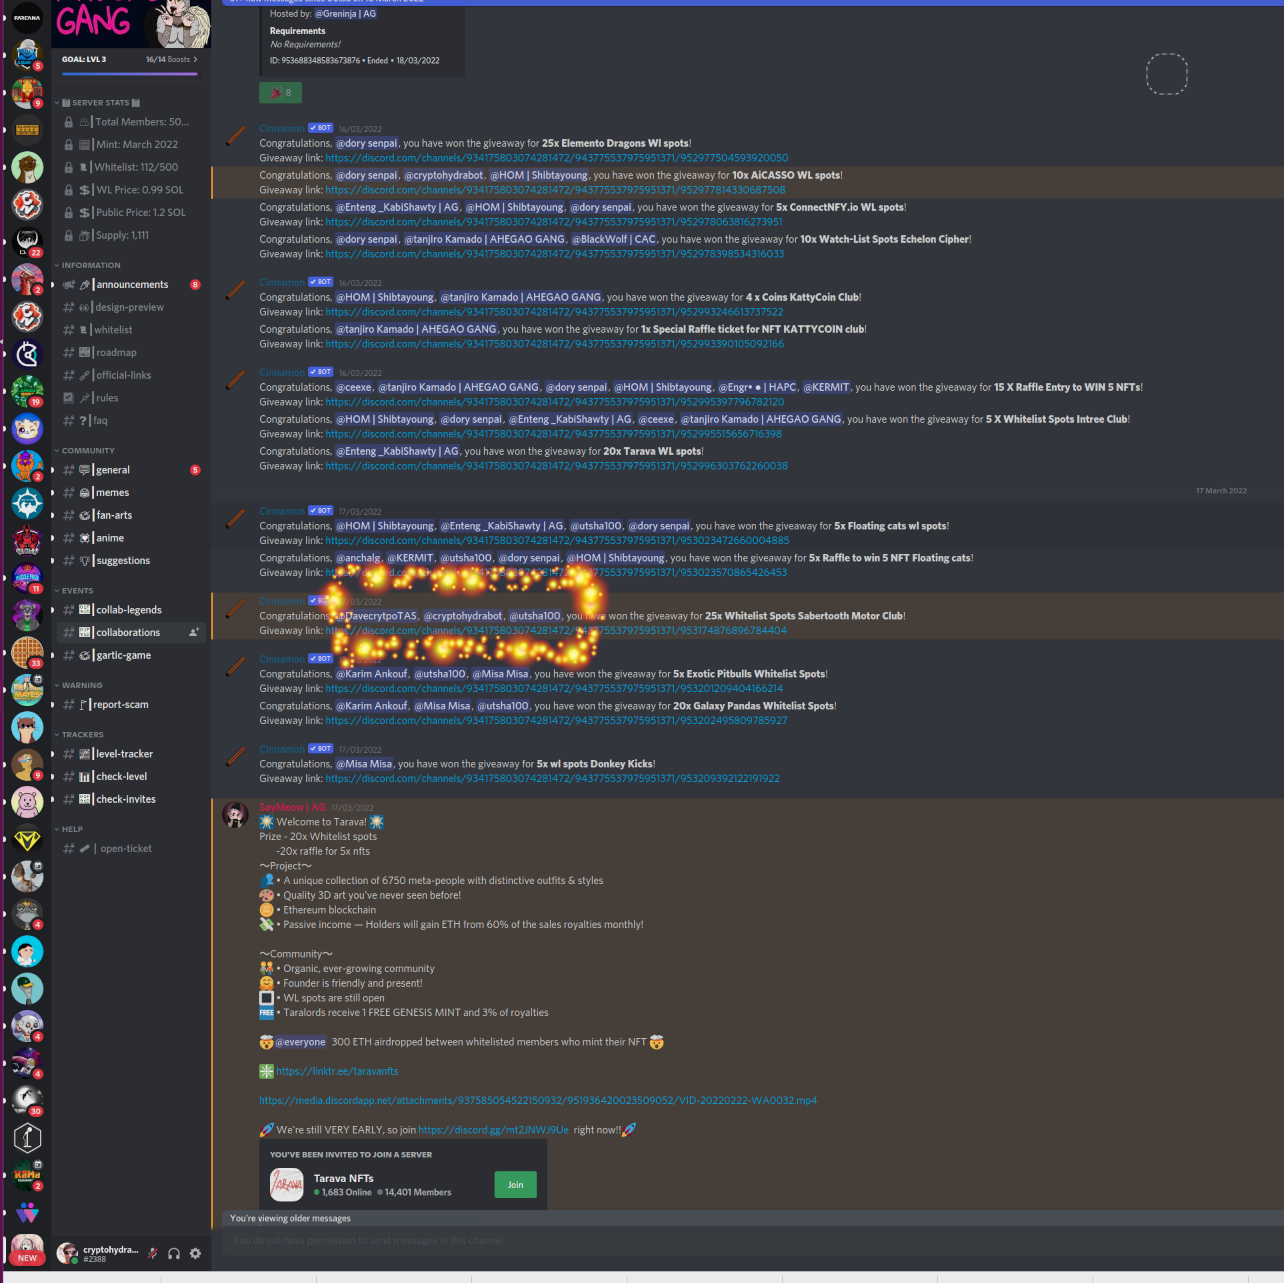 FARCANA
GANG
GOAL: LVL 3 16/14 Boosts
SERVER STATS
Total Members: 50...
Mint: March 2022
Whitelist: 112/500
WL Price: 0.99 SOL
Public Price: 1.2 SOL
Supply: 1,111
INFORMATION
announcements 8
design-preview
whitelist
roadmap
official-links
rules
faq
COMMUNITY
general 5
memes
fan-arts
anime
suggestions
EVENTS
collab-legends
collaborations
gartic-game
WARNING
report-scam
TRACKERS
level-tracker
check-level
check-invites
HELP
open-ticket
cryptohydra...
#2388
NEW
Hosted by: @Greninja | AG
Requirements
No Requirements!
ID: 953688348583673876 • Ended • 18/03/2022
8
Cinnamon BOT 16/03/2022
Congratulations, @dory senpai, you have won the giveaway for 25x Elemento Dragons Wl spots!
Giveaway link: https://discord.com/channels/934175803074281472/943775537975951371/952977504593920050
Congratulations, @dory senpai, @cryptohydrabot, @HOM | Shibtayoung, you have won the giveaway for 10x AiCASSO WL spots!
Giveaway link: https://discord.com/channels/934175803074281472/943775537975951371/952977814330687508
Congratulations, @Enteng_KabiShawty | AG, @HOM | Shibtayoung, @dory senpai, you have won the giveaway for 5x ConnectNFY.io WL spots!
Giveaway link: https://discord.com/channels/934175803074281472/943775537975951371/952978063816273951
Congratulations, @dory senpai, @tanjiro Kamado | AHEGAO GANG, @BlackWolf | CAC, you have won the giveaway for 10x Watch-List Spots Echelon Cipher!
Giveaway link: https://discord.com/channels/934175803074281472/943775537975951371/952978398534316033
Cinnamon BOT 16/03/2022
Congratulations, @HOM | Shibtayoung, @tanjiro Kamado | AHEGAO GANG, you have won the giveaway for 4 x Coins KattyCoin Club!
Giveaway link: https://discord.com/channels/934175803074281472/943775537975951371/952993246613737522
Congratulations, @tanjiro Kamado | AHEGAO GANG, you have won the giveaway for 1x Special Raffle ticket for NFT KATTYCOIN club!
Giveaway link: https://discord.com/channels/934175803074281472/943775537975951371/952993390105092166
Cinnamon BOT 16/03/2022
Congratulations, @ceexe, @tanjiro Kamado | AHEGAO GANG, @dory senpai, @HOM | Shibtayoung, @Engr• ● | HAPC, @KERMIT, you have won the giveaway for 15 X Raffle Entry to WIN 5 NFTs!
Giveaway link: https://discord.com/channels/934175803074281472/943775537975951371/952995397796782120
Congratulations, @HOM | Shibtayoung, @dory senpai, @Enteng_KabiShawty | AG, @ceexe, @tanjiro Kamado | AHEGAO GANG, you have won the giveaway for 5 X Whitelist Spots Intree Club!
Giveaway link: https://discord.com/channels/934175803074281472/943775537975951371/952995515656716398
Congratulations, @Enteng_KabiShawty | AG, you have won the giveaway for 20x Tarava WL spots!
Giveaway link: https://discord.com/channels/934175803074281472/943775537975951371/952996303762260038
17 March 2022
Cinnamon BOT 17/03/2022
Congratulations, @HOM | Shibtayoung, @Enteng_KabiShawty | AG, @utsha100, @dory senpai, you have won the giveaway for 5x Floating cats wl spots!
Giveaway link: https://discord.com/channels/934175803074281472/943775537975951371/953023472660004885
Congratulations, @anchalg, @KERMIT, @utsha100, @dory senpai, @HOM | Shibtayoung, you have won the giveaway for 5x Raffle to win 5 NFT Floating cats!
Giveaway link: https://discord.com/channels/934175803074281472/943775537975951371/953023570865426453
Cinnamon
Congratulations, @DavecrytpoTAS, @cryptohydrabot, @utsha100, you have won the giveaway for 25x Whitelist Spots Sabertooth Motor Club!
Giveaway link: https://discord.com/channels/934175803074281472/943775537975951371/953174876896784404
Cinnamon BOT
Congratulations, @Karim Ankouf, @utsha100, @Misa Misa, you have won the giveaway for 5x Exotic Pitbulls Whitelist Spots!
Giveaway link: https://discord.com/channels/934175803074281472/943775537975951371/953201209404166214
Congratulations, @Karim Ankouf, @Misa Misa, @utsha100, you have won the giveaway for 20x Galaxy Pandas Whitelist Spots!
Giveaway link: https://discord.com/channels/934175803074281472/943775537975951371/953202495809785927
Cinnamon BOT 17/03/2022
Congratulations, @Misa Misa, you have won the giveaway for 5x wl spots Donkey Kicks!
Giveaway link: https://discord.com/channels/934175803074281472/943775537975951371/953209392122191922
SayMeow | AG 17/03/2022
Welcome to Tarava!
Prize - 20x Whitelist spots
-20x raffle for 5x nfts
〜Project〜
• A unique collection of 6750 meta-people with distinctive outfits & styles
• Quality 3D art you've never seen before!
• Ethereum blockchain
• Passive income — Holders will gain ETH from 60% of the sales royalties monthly!
〜Community〜
• Organic, ever-growing community
• Founder is friendly and present!
• WL spots are still open
FREE • Taralords receive 1 FREE GENESIS MINT and 3% of royalties
@everyone 300 ETH airdropped between whitelisted members who mint their NFT
https://linktr.ee/taravanfts
https://media.discordapp.net/attachments/937585054522150932/951936420023509052/VID-20220222-WA0032.mp4
We're still VERY EARLY, so join https://discord.gg/mt2JNWJ9Ue right now!!
YOU'VE BEEN INVITED TO JOIN A SERVER
TARAVA
Tarava NFTs
1,683 Online 14,401 Members
Join
You're viewing older messages
You do not have permission to send messages in this channel.